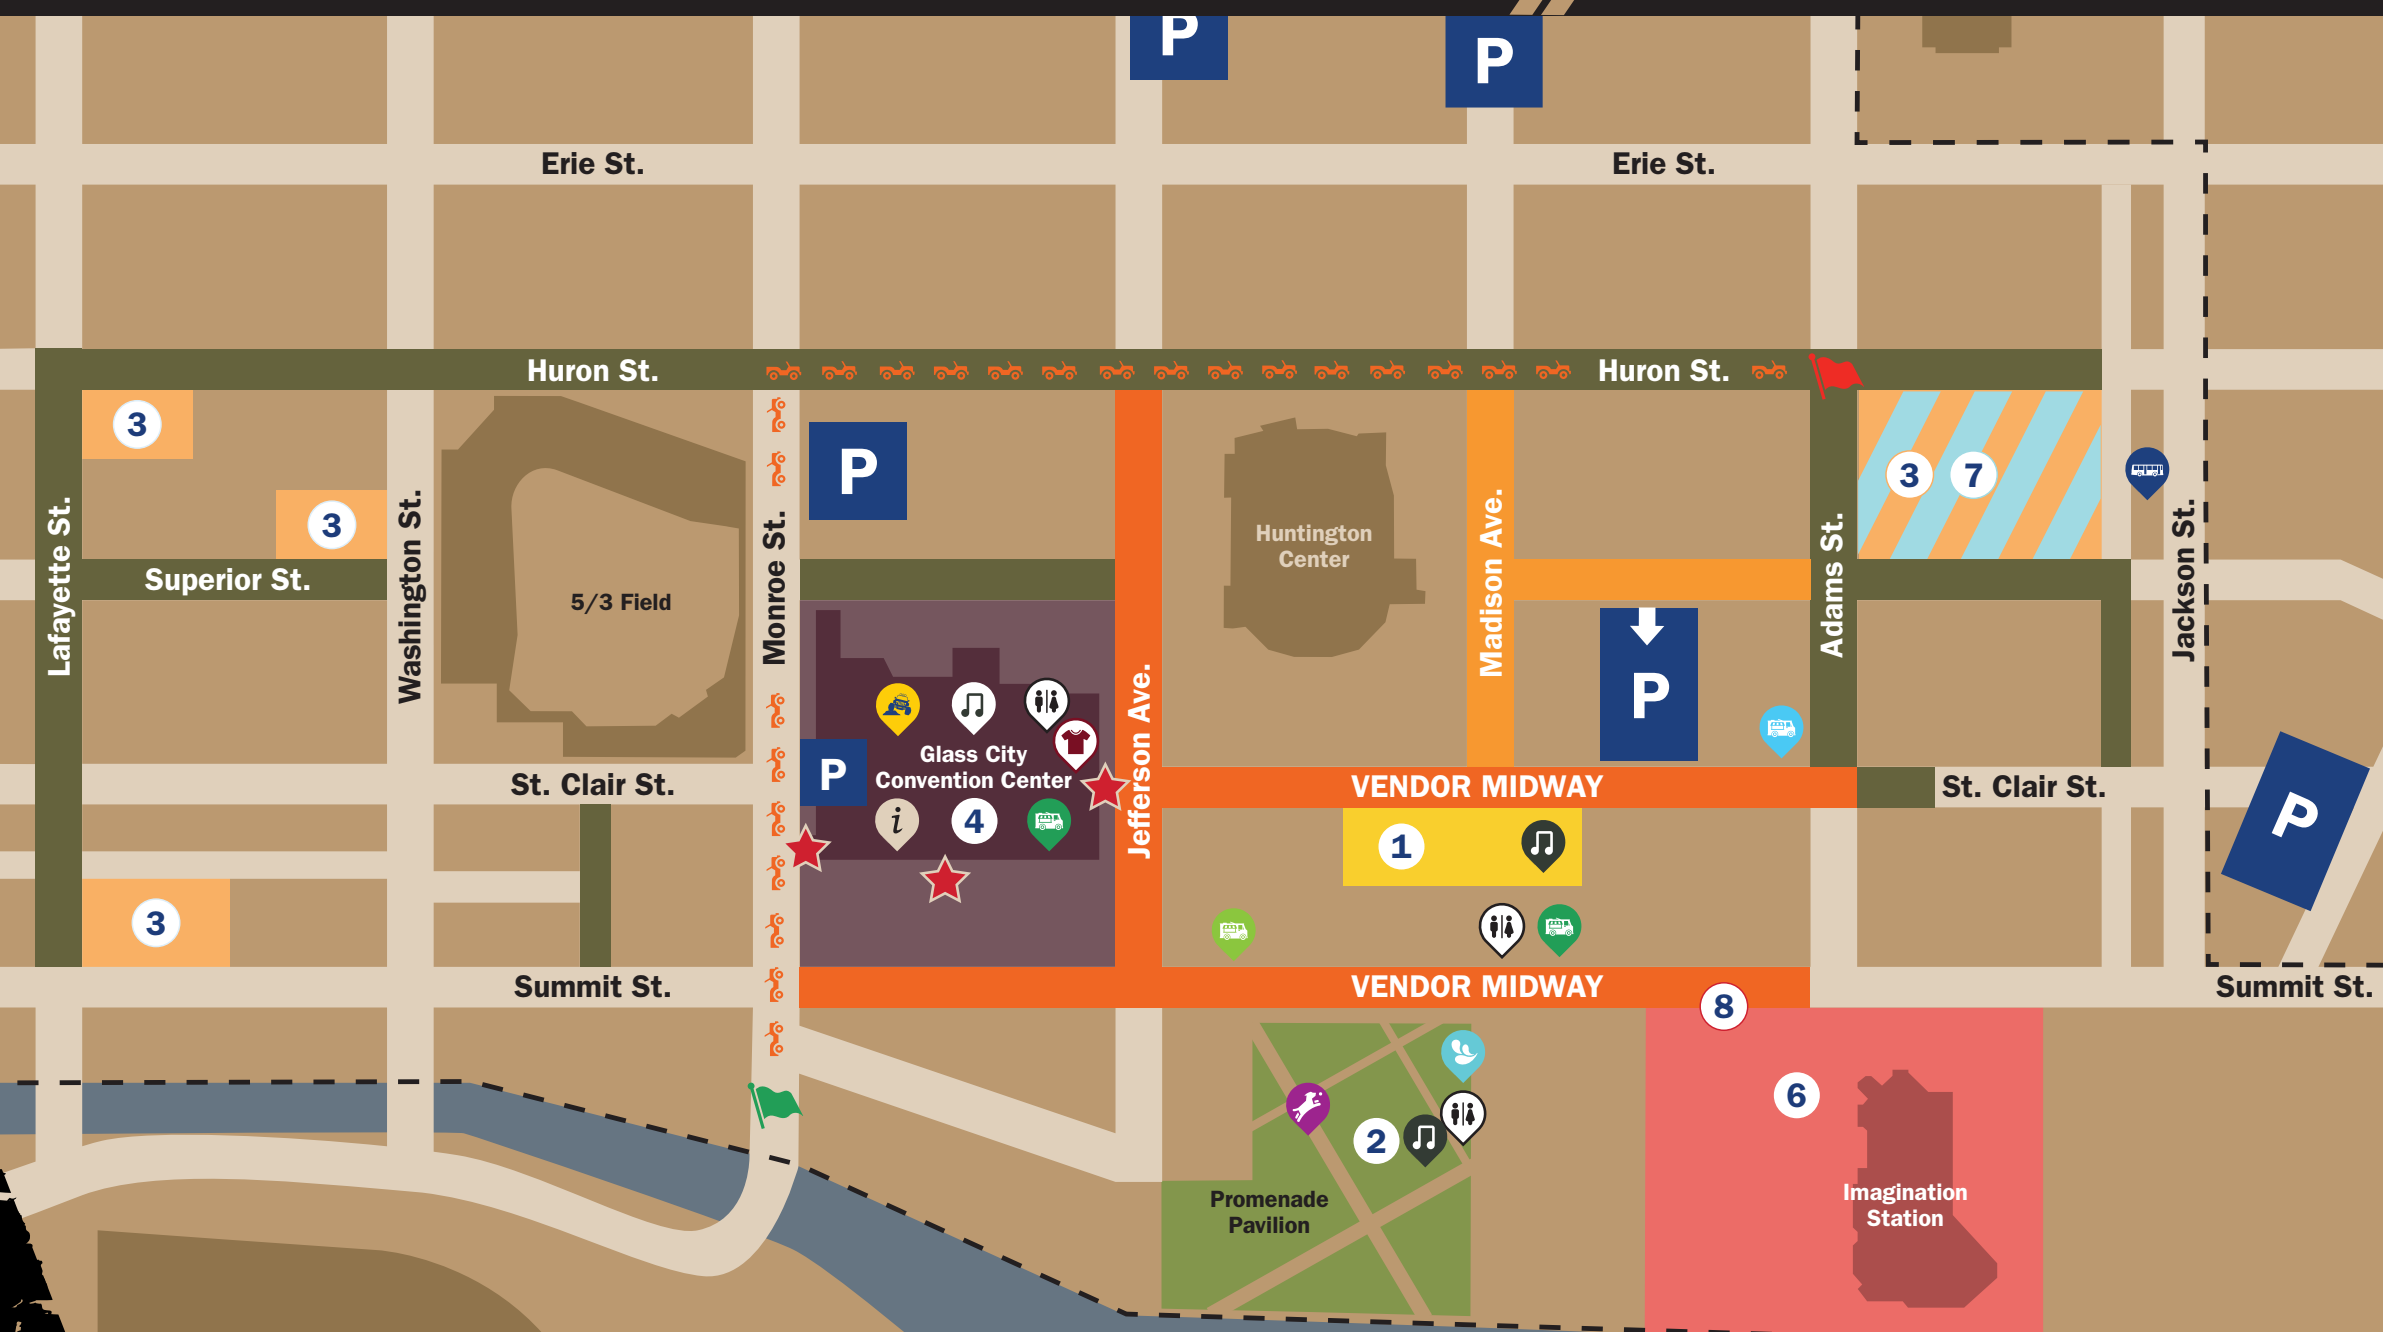 P
P
Erie St.
Erie St.
Huron St.
Huron St.
3
3
P
3
7
Lafayette St.
Washington St.
Monroe St.
Superior St.
5/3 Field
Huntington
Center
Madison Ave.
Adams St.
Jackson St.
Jefferson Ave.
P
P
Glass City
Convention Center
P
St. Clair St.
VENDOR MIDWAY
St. Clair St.
i
4
1
3
Summit St.
VENDOR MIDWAY
Summit St.
8
6
2
Promenade
Pavilion
Imagination
Station